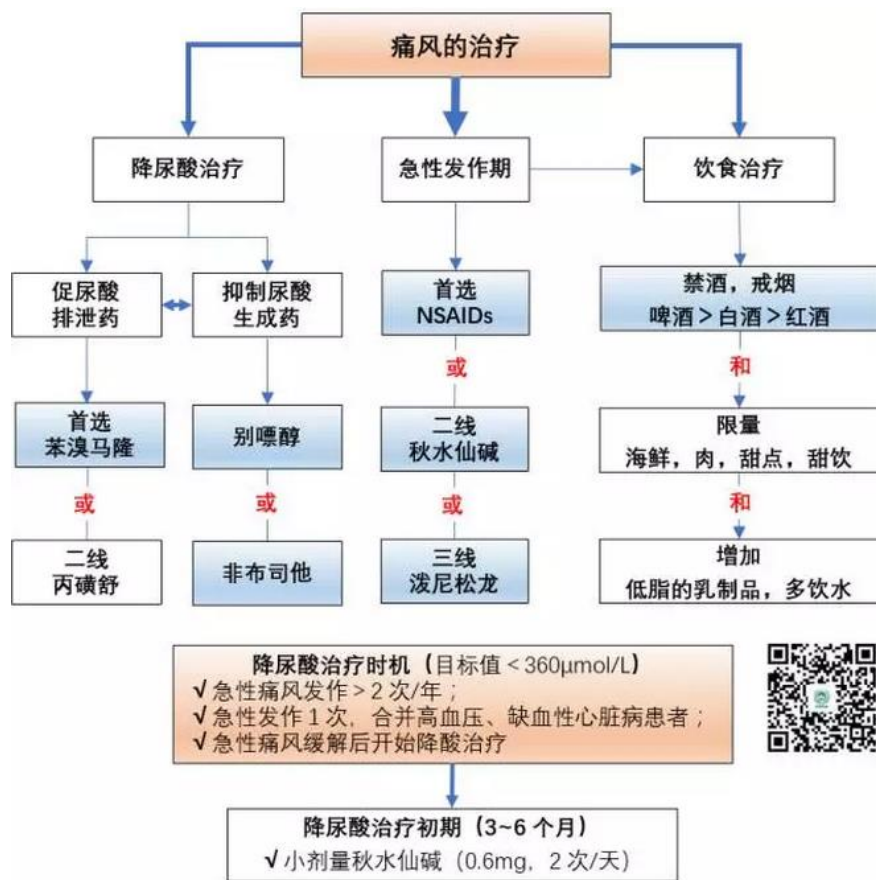 痛风的治疗
降尿酸治疗
急性发作期
饮食治疗
促尿酸
排泄药
抑制尿酸
生成药
首选
NSAIDs
禁酒，戒烟
啤酒＞白酒＞红酒
或
和
首选
苯溴马隆
别嘌醇
二线
秋水仙碱
限量
海鲜，肉，甜点，甜饮
或
或
或
和
二线
丙磺舒
非布司他
三线
泼尼松龙
增加
低脂的乳制品，多饮水
降尿酸治疗时机（目标值＜360μmol/L）
√ 急性痛风发作＞2 次/年；
√ 急性发作 1 次，合并高血压、缺血性心脏病患者；
√ 急性痛风缓解后开始降酸治疗
降尿酸治疗初期（3~6 个月）
√ 小剂量秋水仙碱（0.6mg，2 次/天）